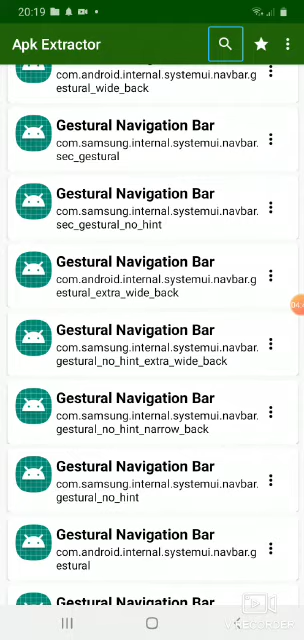 20:19
Apk Extractor
com.android.internal.systemui.navbar.g
estural_wide_back
Gestural Navigation Bar
com.samsung.internal.systemui.navbar.
sec_gestural
Gestural Navigation Bar
com.samsung.internal.systemui.navbar.
sec_gestural_no_hint
Gestural Navigation Bar
com.android.internal.systemui.navbar.g
estural_extra_wide_back
Gestural Navigation Bar
com.samsung.internal.systemui.navbar.
gestural_no_hint_extra_wide_back
Gestural Navigation Bar
com.samsung.internal.systemui.navbar.
gestural_no_hint_narrow_back
Gestural Navigation Bar
com.samsung.internal.systemui.navbar.
gestural_no_hint
Gestural Navigation Bar
com.android.internal.systemui.navbar.g
estural
Gestural Navigation Bar